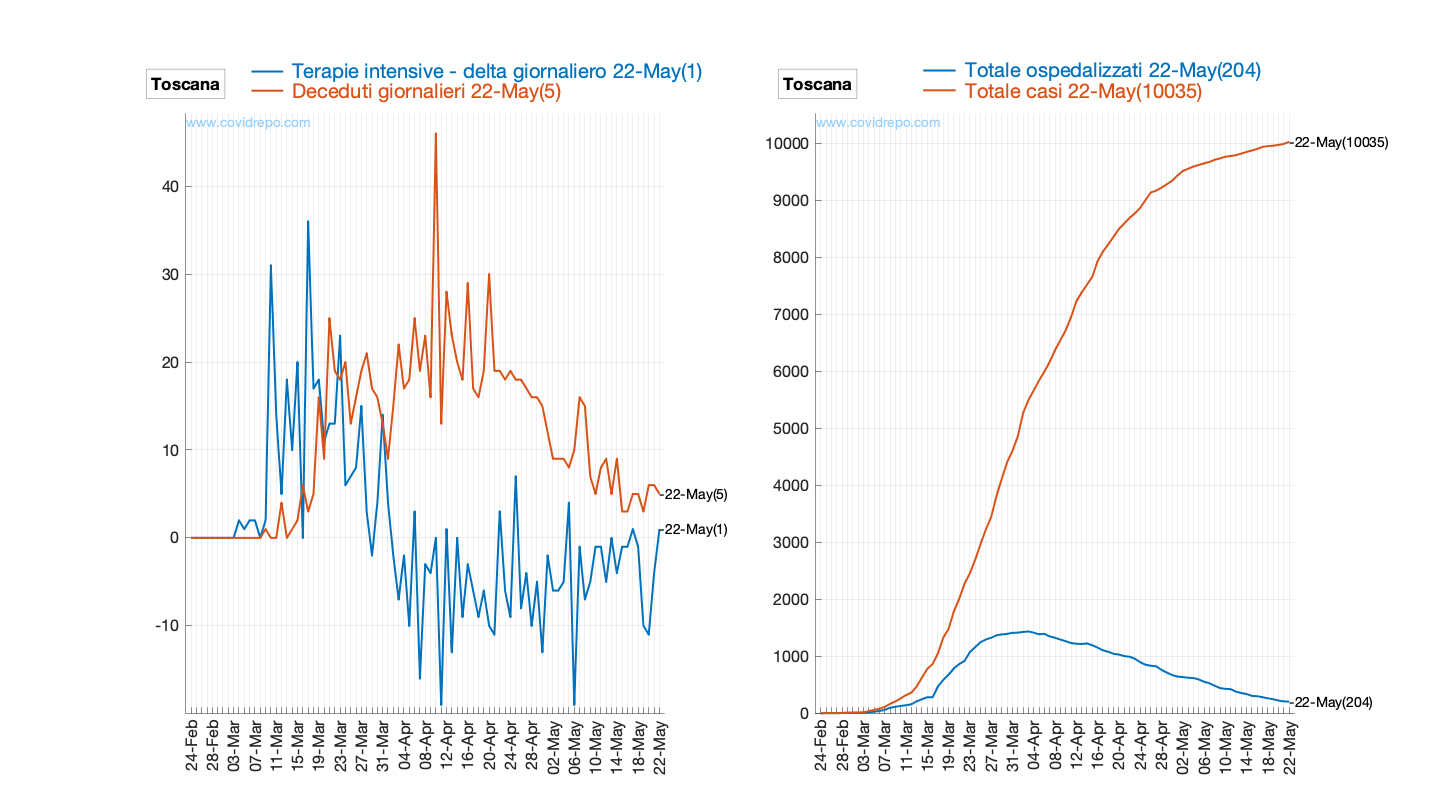 Toscana
Terapie intensive - delta giornaliero 22-May(1)
Deceduti giornalieri 22-May(5)
www.covidrepo.com
40
30
20
10
0
-10
22-May(5)
22-May(1)
24-Feb
28-Feb
03-Mar
07-Mar
11-Mar
15-Mar
19-Mar
23-Mar
27-Mar
31-Mar
04-Apr
08-Apr
12-Apr
16-Apr
20-Apr
24-Apr
28-Apr
02-May
06-May
10-May
14-May
18-May
22-May
Toscana
Totale ospedalizzati 22-May(204)
Totale casi 22-May(10035)
www.covidrepo.com
10000
9000
8000
7000
6000
5000
4000
3000
2000
1000
0
22-May(10035)
22-May(204)
24-Feb
28-Feb
03-Mar
07-Mar
11-Mar
15-Mar
19-Mar
23-Mar
27-Mar
31-Mar
04-Apr
08-Apr
12-Apr
16-Apr
20-Apr
24-Apr
28-Apr
02-May
06-May
10-May
14-May
18-May
22-May